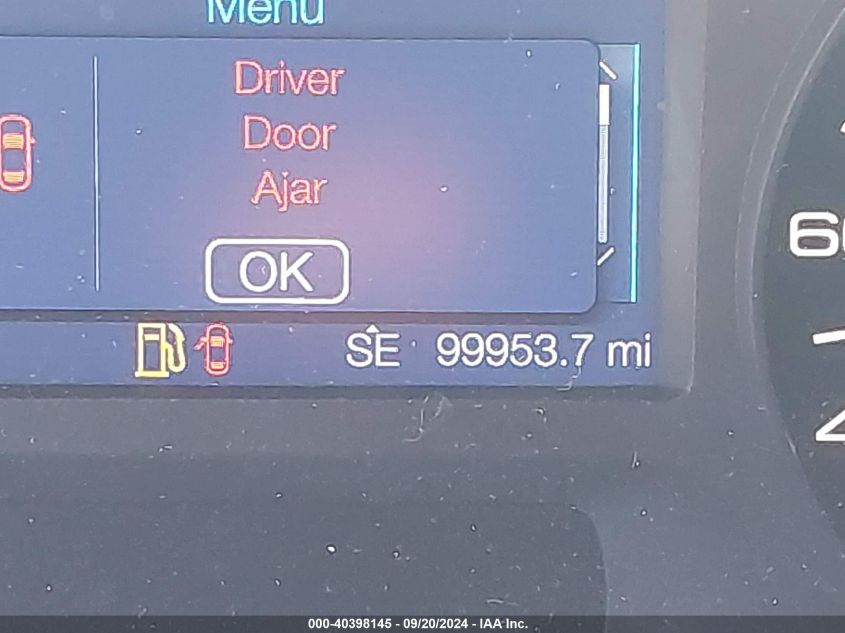 Menu
Driver
Door
Ajar
OK
SE 99953.7 mi
000-40398145 - 09/20/2024 - IAA Inc.